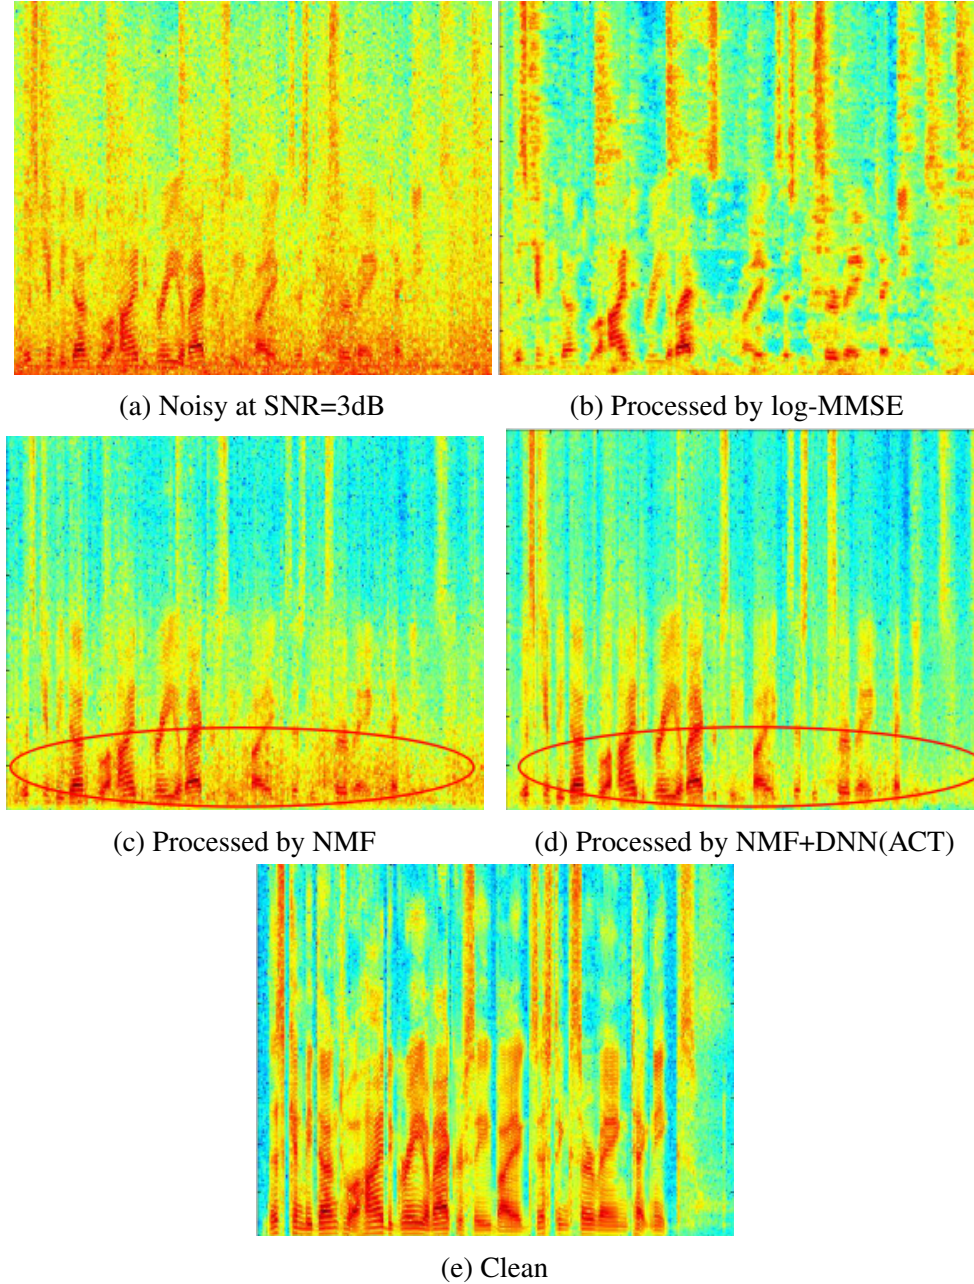 (a) Noisy at SNR=3dB
(b) Processed by log-MMSE
(c) Processed by NMF
(d) Processed by NMF+DNN(ACT)
(e) Clean